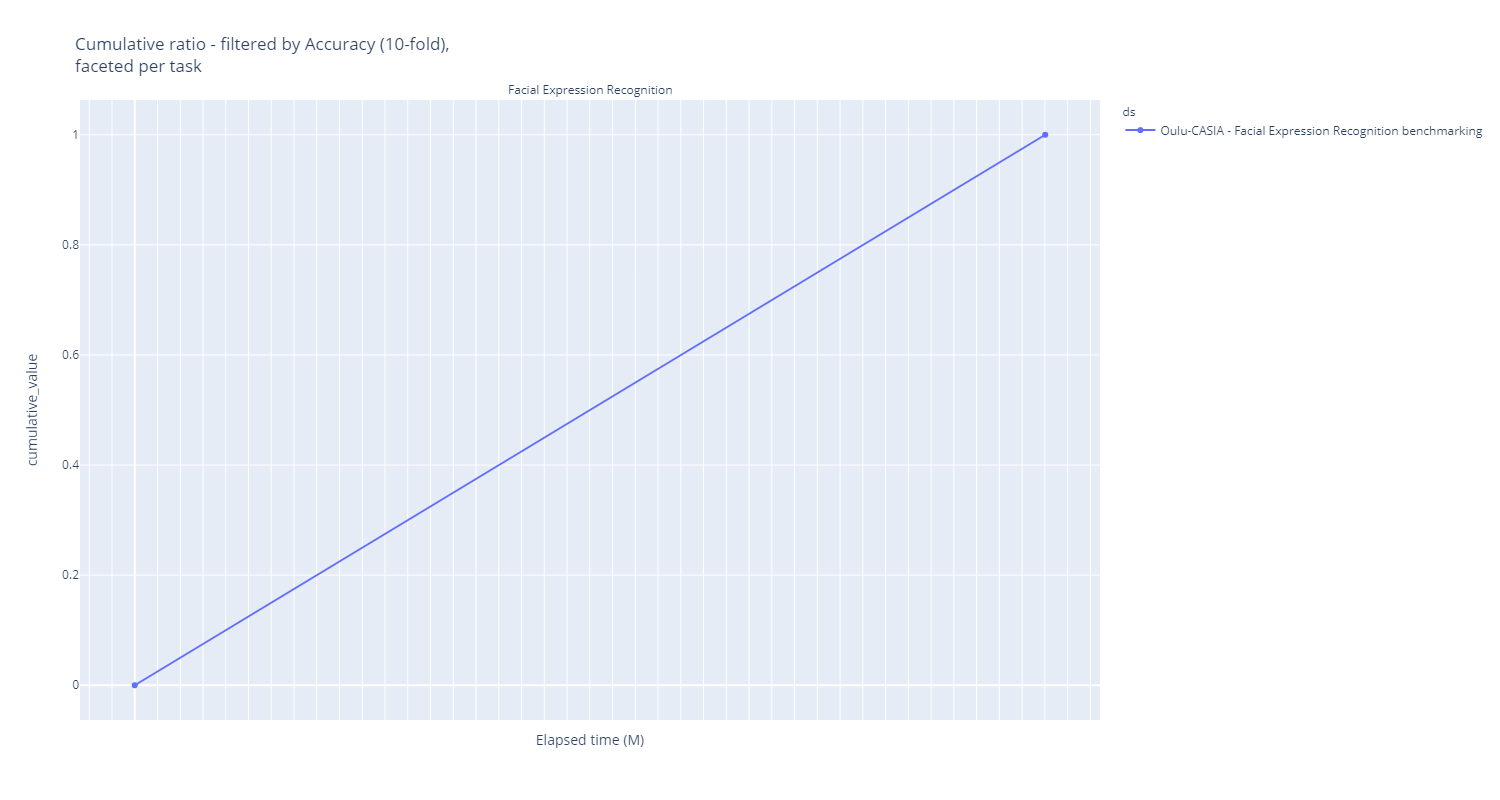 Cumulative ratio - filtered by Accuracy (10-fold),
faceted per task
Facial Expression Recognition
ds
Oulu-CASIA - Facial Expression Recognition benchmarking
1
0.8
0.6
0.4
0.2
0
cumulative_value
Elapsed time (M)